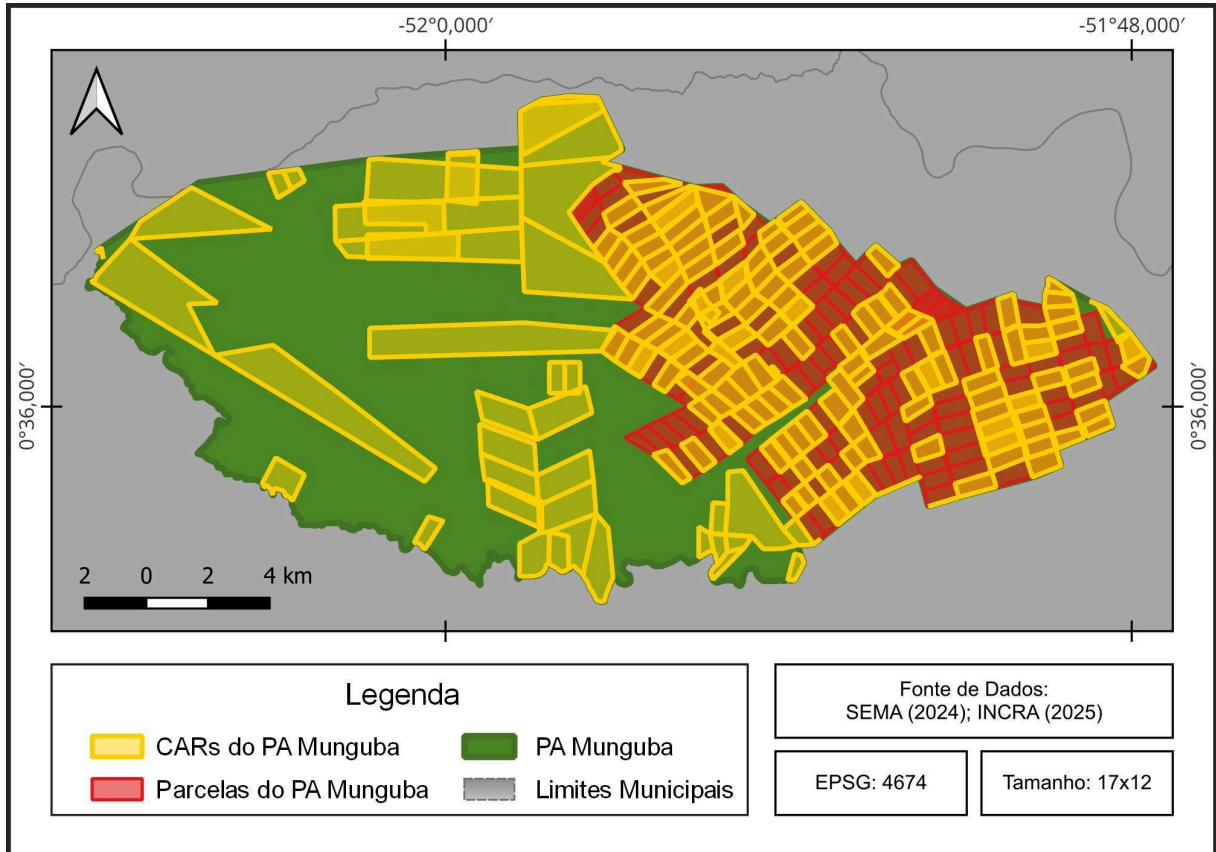 -52°0,000′
-51°48,000′
0°36,000′
0°36,000′
2 0 2 4 km
Legenda
CARs do PA Munguba
PA Munguba
Parcelas do PA Munguba
Limites Municipais
Fonte de Dados:
SEMA (2024); INCRA (2025)
EPSG: 4674
Tamanho: 17x12